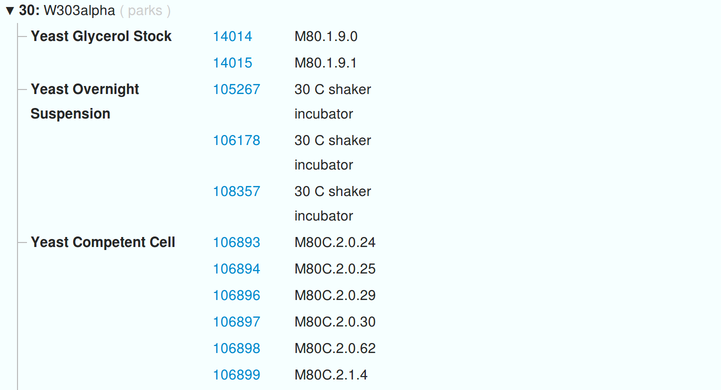 ▼ 30: W303alpha ( parks )
Yeast Glycerol Stock 14014 M80.1.9.0
14015 M80.1.9.1
Yeast Overnight 105267 30 C shaker
Suspension incubator
106178 30 C shaker
incubator
108357 30 C shaker
incubator
Yeast Competent Cell 106893 M80C.2.0.24
106894 M80C.2.0.25
106896 M80C.2.0.29
106897 M80C.2.0.30
106898 M80C.2.0.62
106899 M80C.2.1.4